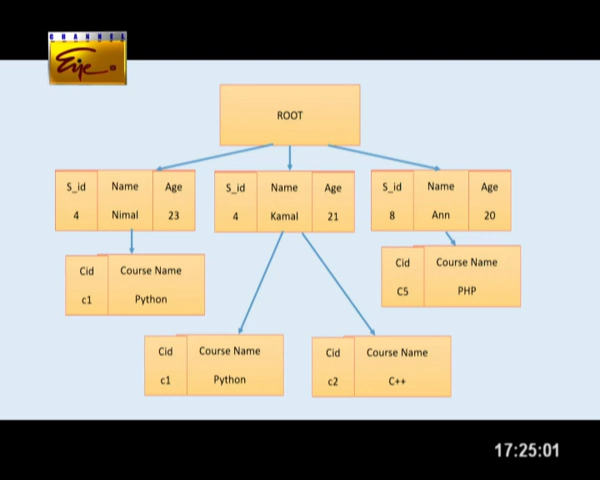 CHANNEL
Eye
ROOT
S_id Name Age
4 Nimal 23
S_id Name Age
4 Kamal 21
S_id Name Age
8 Ann 20
Cid Course Name
c1 Python
Cid Course Name
C5 PHP
Cid Course Name
c1 Python
Cid Course Name
c2 C++
17:25:01